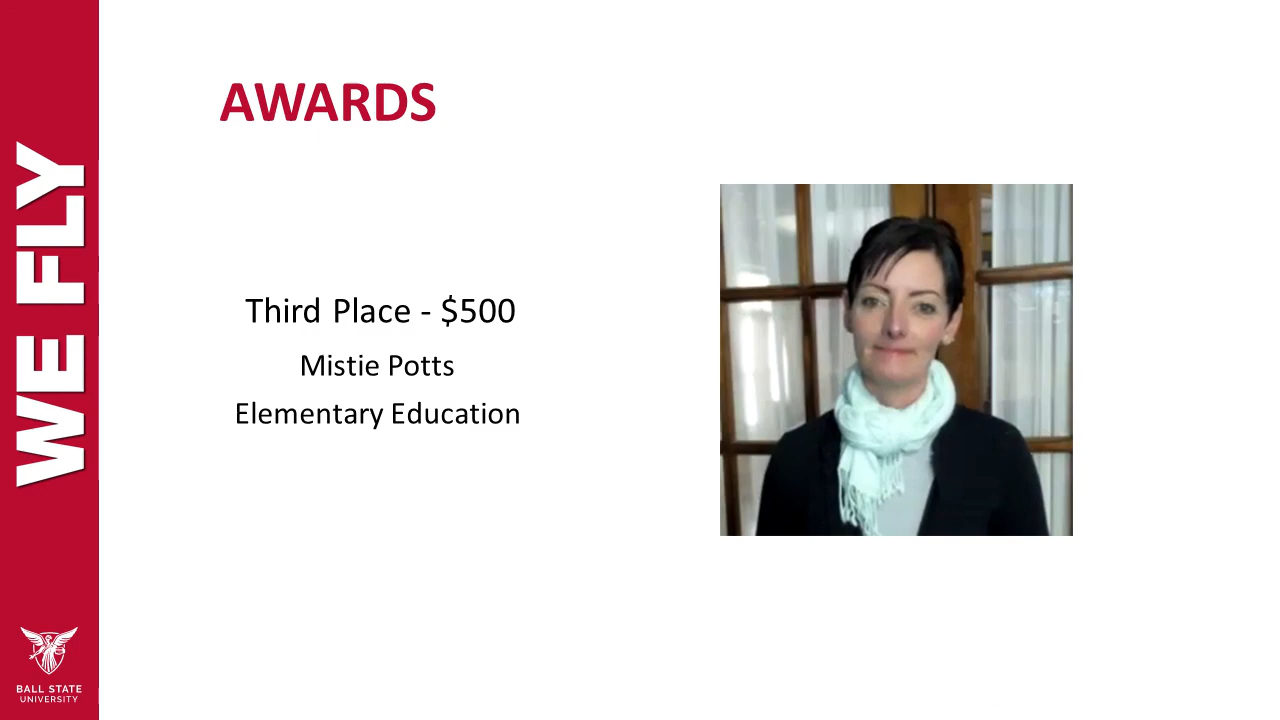 AWARDS
Third Place - $500
Mistie Potts
Elementary Education
WE FLY
BALL STATE
UNIVERSITY